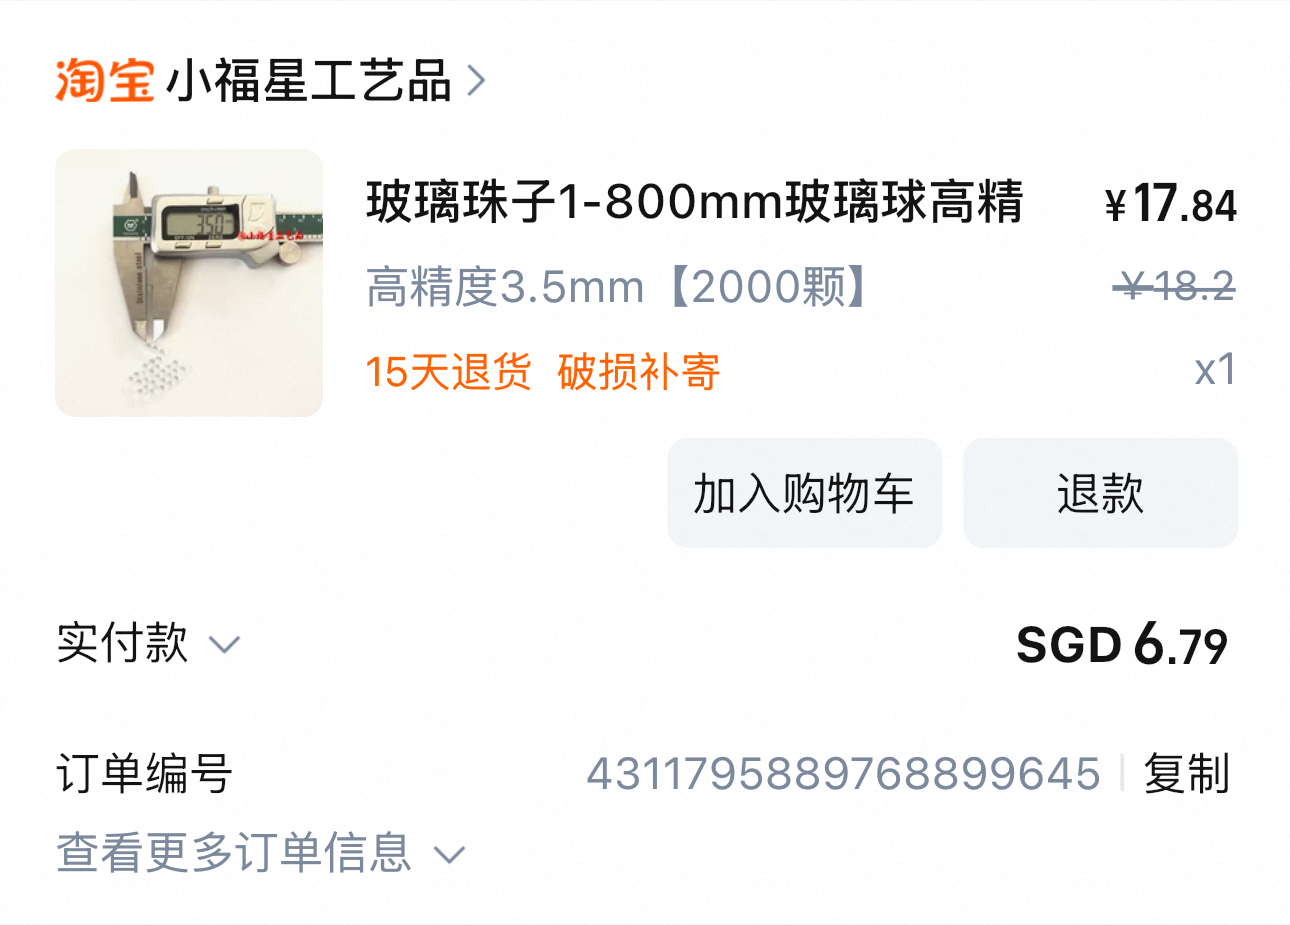 淘宝 小福星工艺品
玻璃珠子1-800mm玻璃球高精
¥17.84
高精度3.5mm【2000颗】
¥18.2
15天退货 破损补寄
x1
加入购物车
退款
实付款
SGD 6.79
订单编号
4311795889768899645
复制
查看更多订单信息